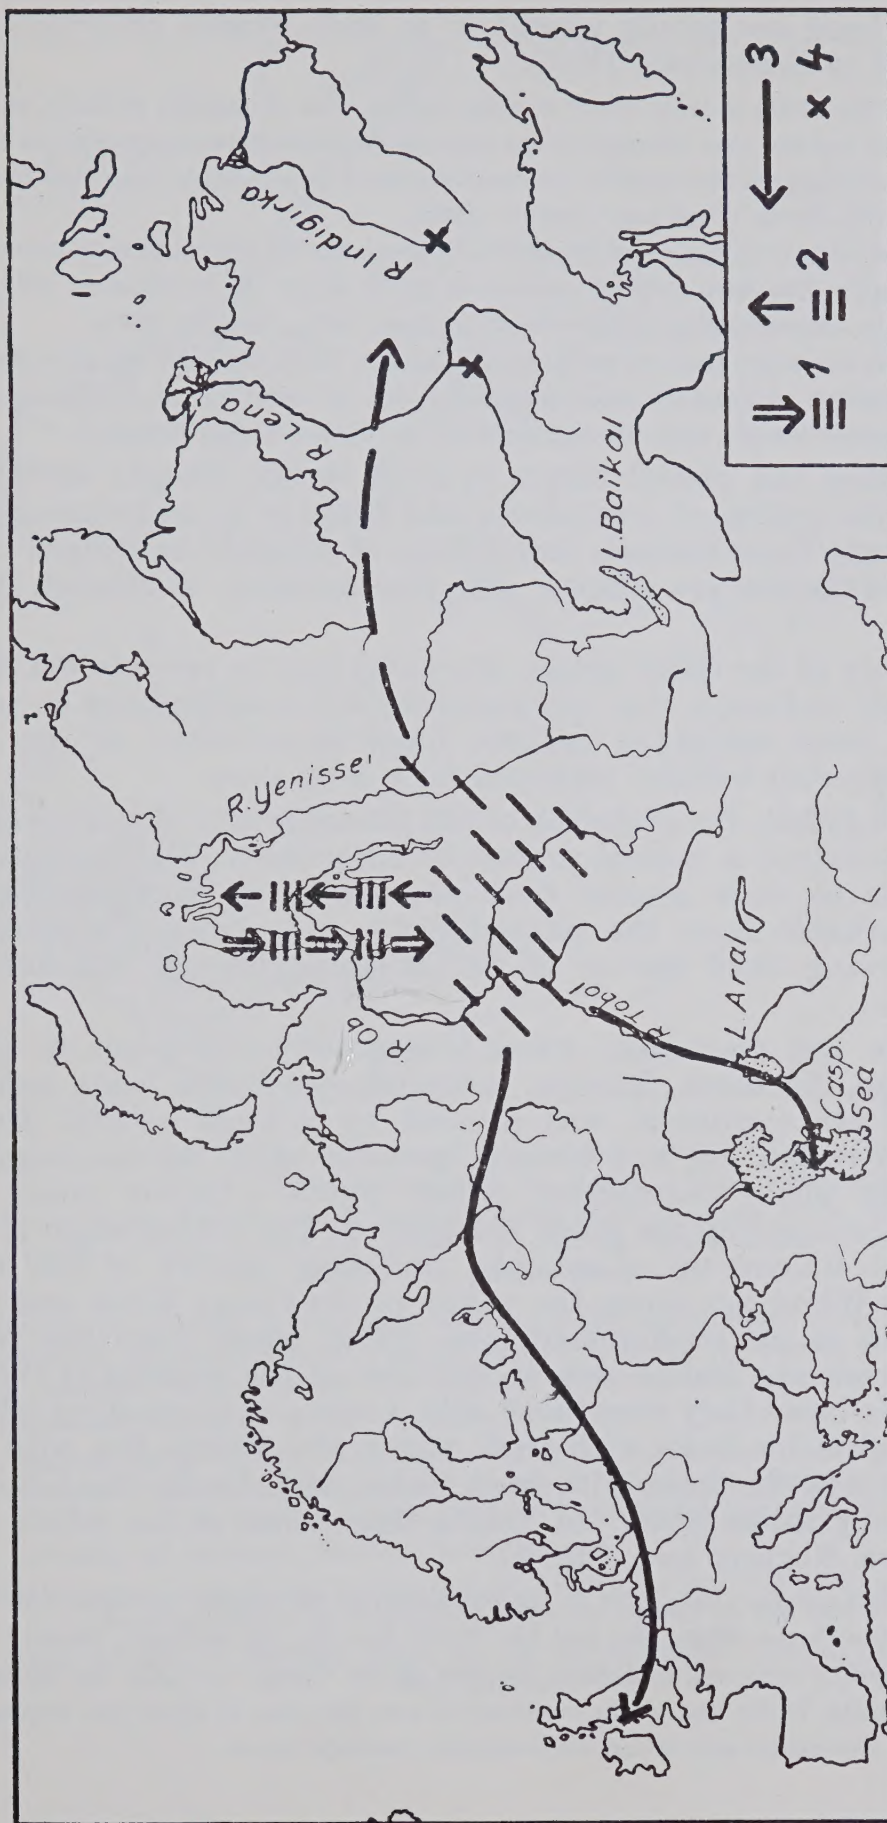 R Indigirka
R Lena
L. Baikal
R. Yenissei
R Ob
R Tobol
L. Aral
Casp.
Sea
1
2
3
4